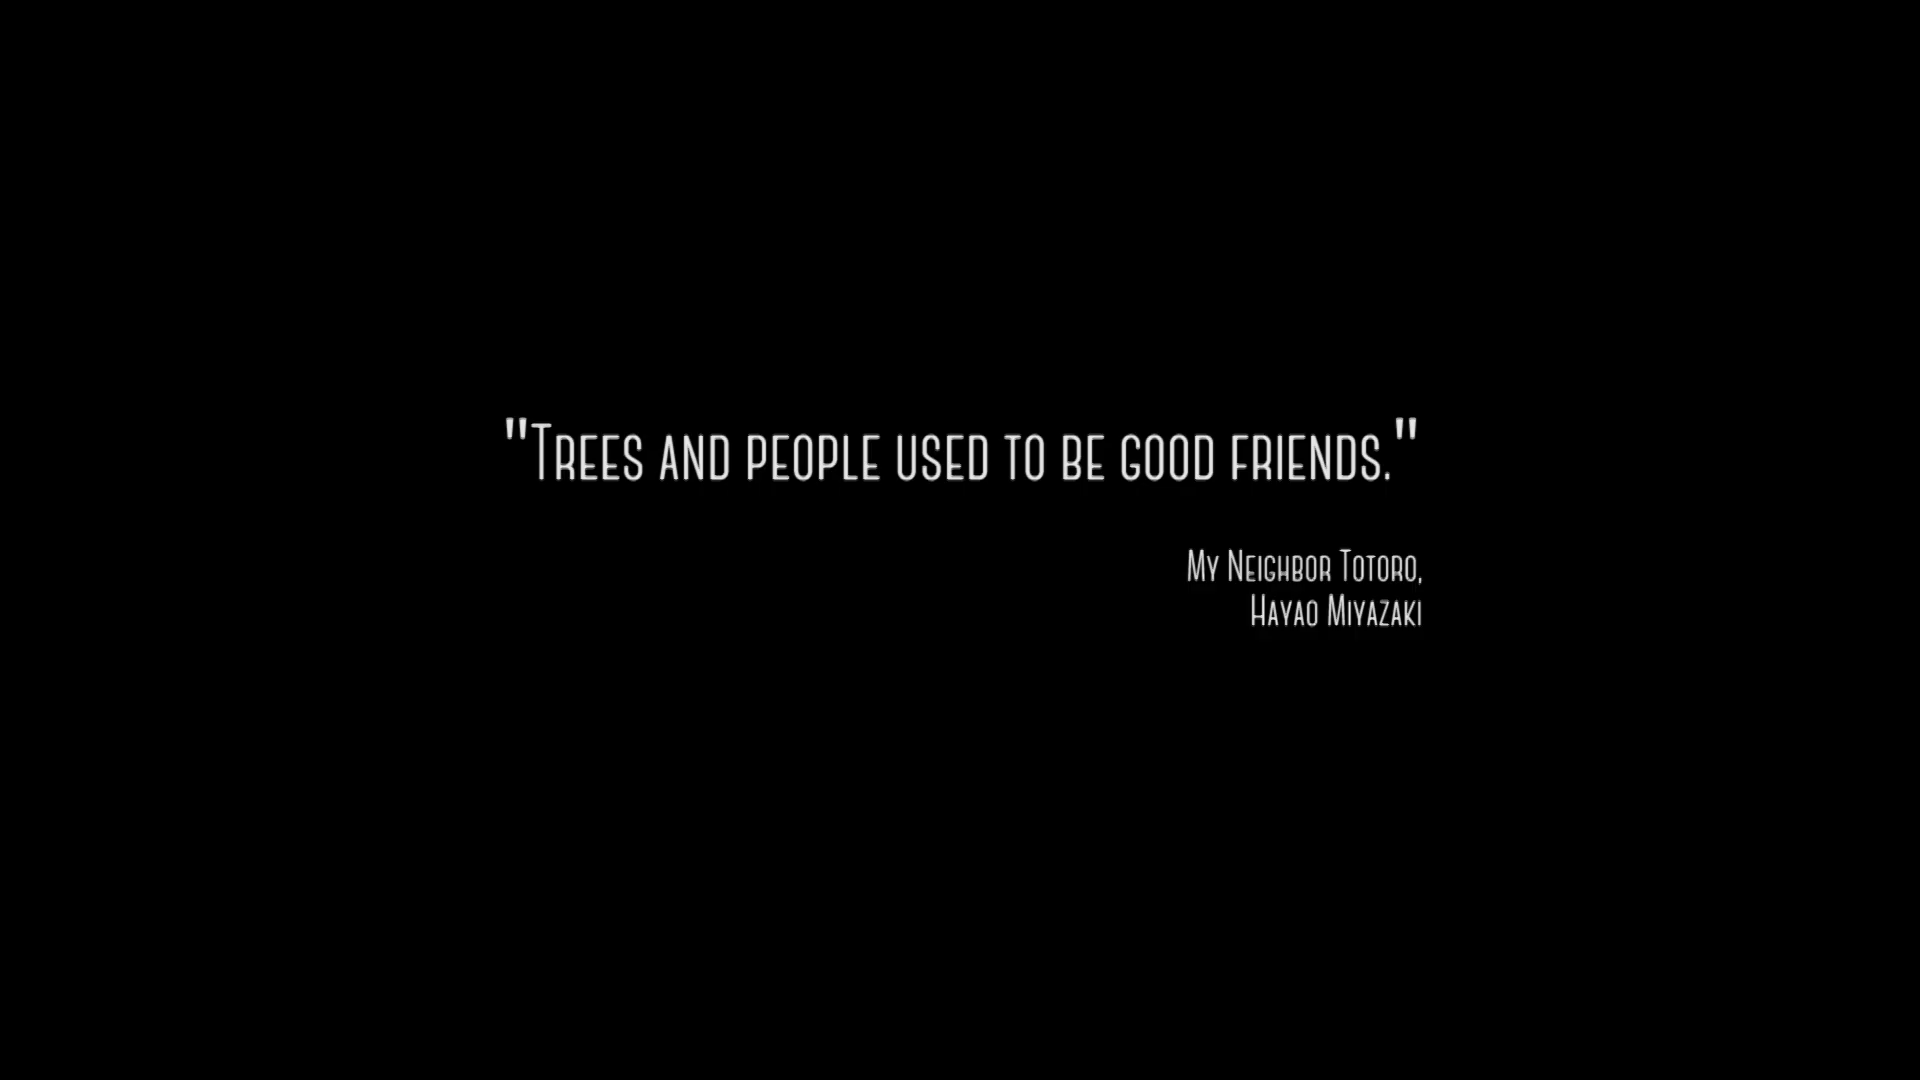 "Trees and people used to be good friends."
My Neighbor Totoro,
Hayao Miyazaki